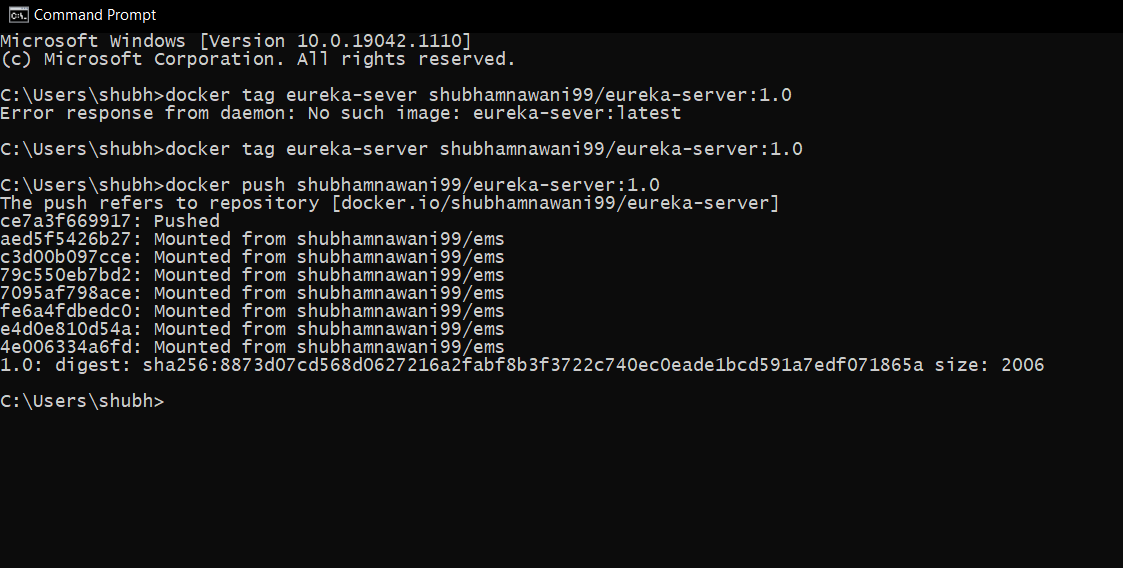 Command Prompt
Microsoft Windows [Version 10.0.19042.1110]
(c) Microsoft Corporation. All rights reserved.
C:\Users\shubh>docker tag eureka-sever shubhamnawani99/eureka-server:1.0
Error response from daemon: No such image: eureka-sever:latest
C:\Users\shubh>docker tag eureka-server shubhamnawani99/eureka-server:1.0
C:\Users\shubh>docker push shubhamnawani99/eureka-server:1.0
The push refers to repository [docker.io/shubhamnawani99/eureka-server]
ce7a3f669917: Pushed
aed5f5426b27: Mounted from shubhamnawani99/ems
c3d00b097cce: Mounted from shubhamnawani99/ems
79c550eb7bd2: Mounted from shubhamnawani99/ems
7095af798ace: Mounted from shubhamnawani99/ems
fe6a4fdbedc0: Mounted from shubhamnawani99/ems
e4d0e810d54a: Mounted from shubhamnawani99/ems
4e006334a6fd: Mounted from shubhamnawani99/ems
1.0: digest: sha256:8873d07cd568d0627216a2fabf8b3f3722c740ec0eade1bcd591a7edf071865a size: 2006
C:\Users\shubh>